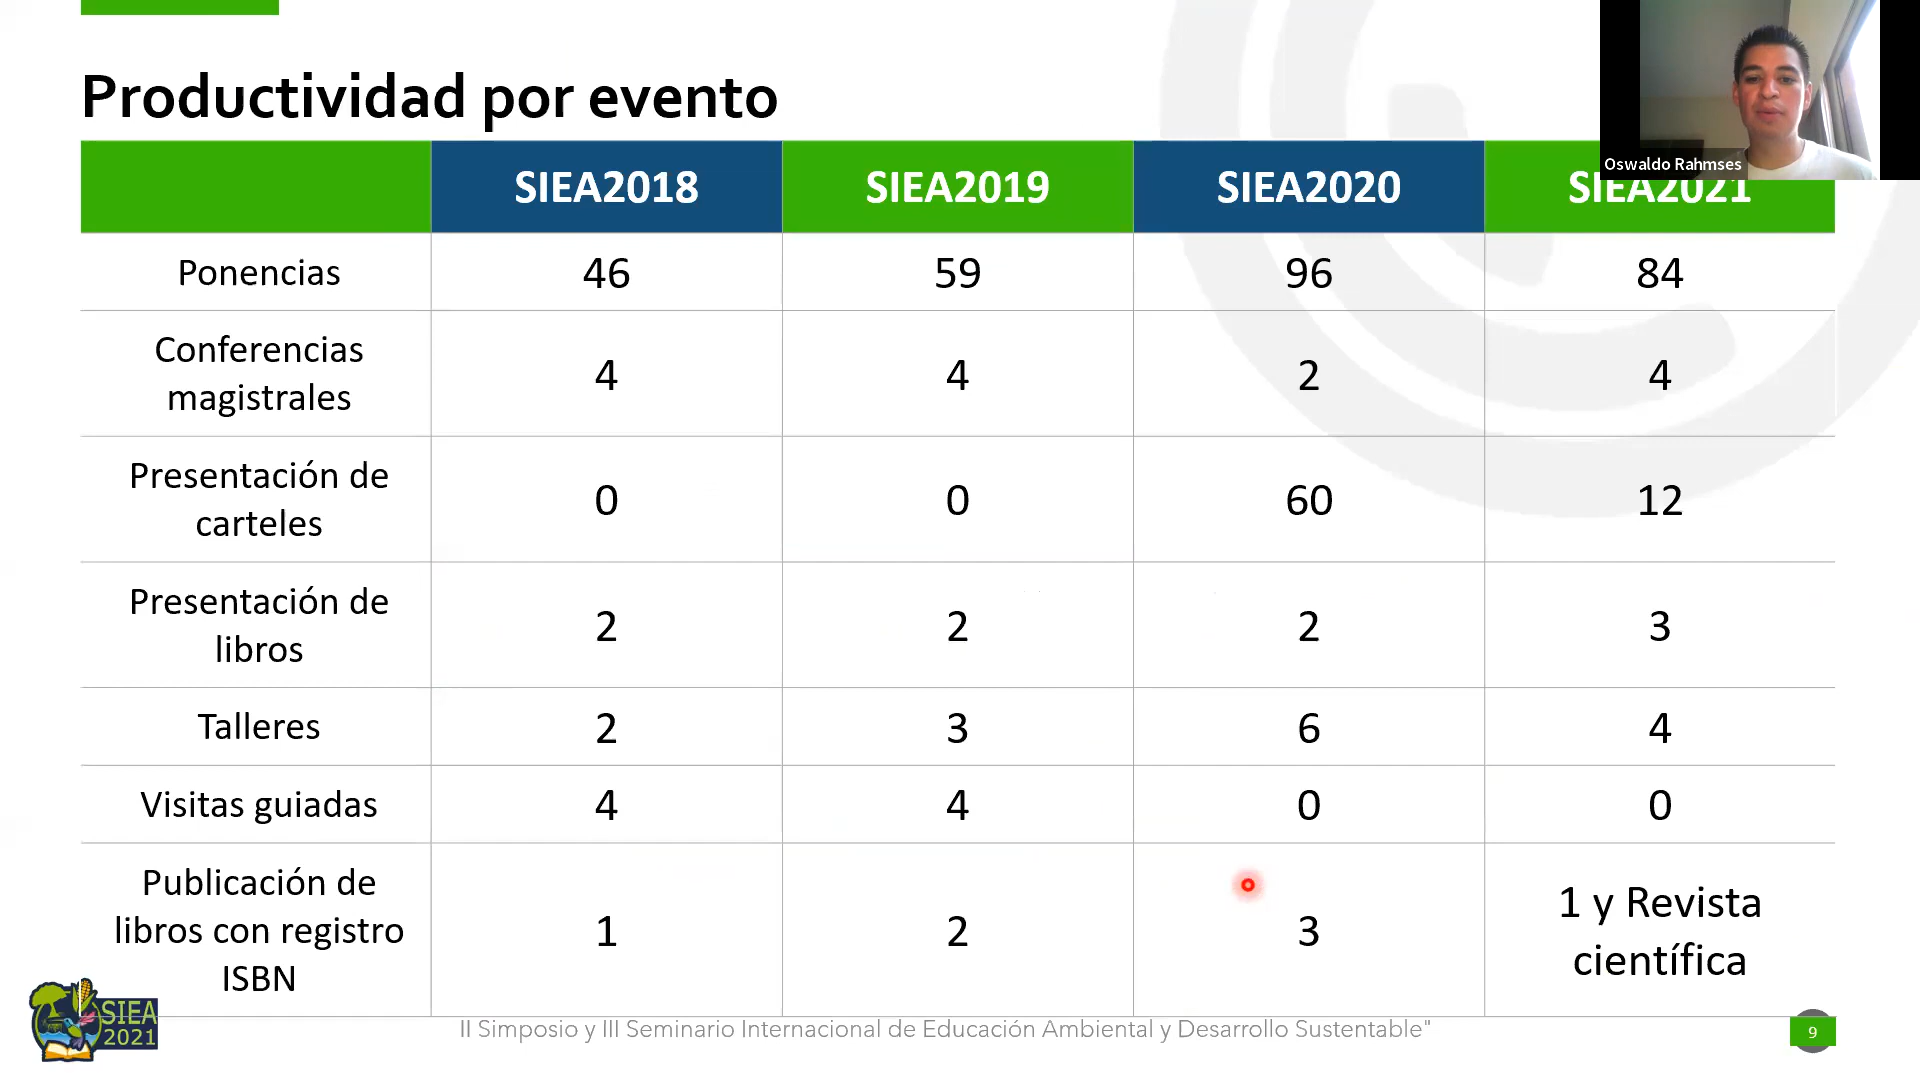 Productividad por evento
Oswaldo Rahmses
SIEA2018 SIEA2019 SIEA2020 SIEA2021
Ponencias 46 59 96 84
Conferencias
magistrales 4 4 2 4
Presentación de
carteles 0 0 60 12
Presentación de
libros 2 2 2 3
Talleres 2 3 6 4
Visitas guiadas 4 4 0 0
Publicación de
libros con registro
ISBN 1 2 3 1 y Revista
científica
SIEA
2021
II Simposio y III Seminario Internacional de Educación Ambiental y Desarrollo Sustentable"
9